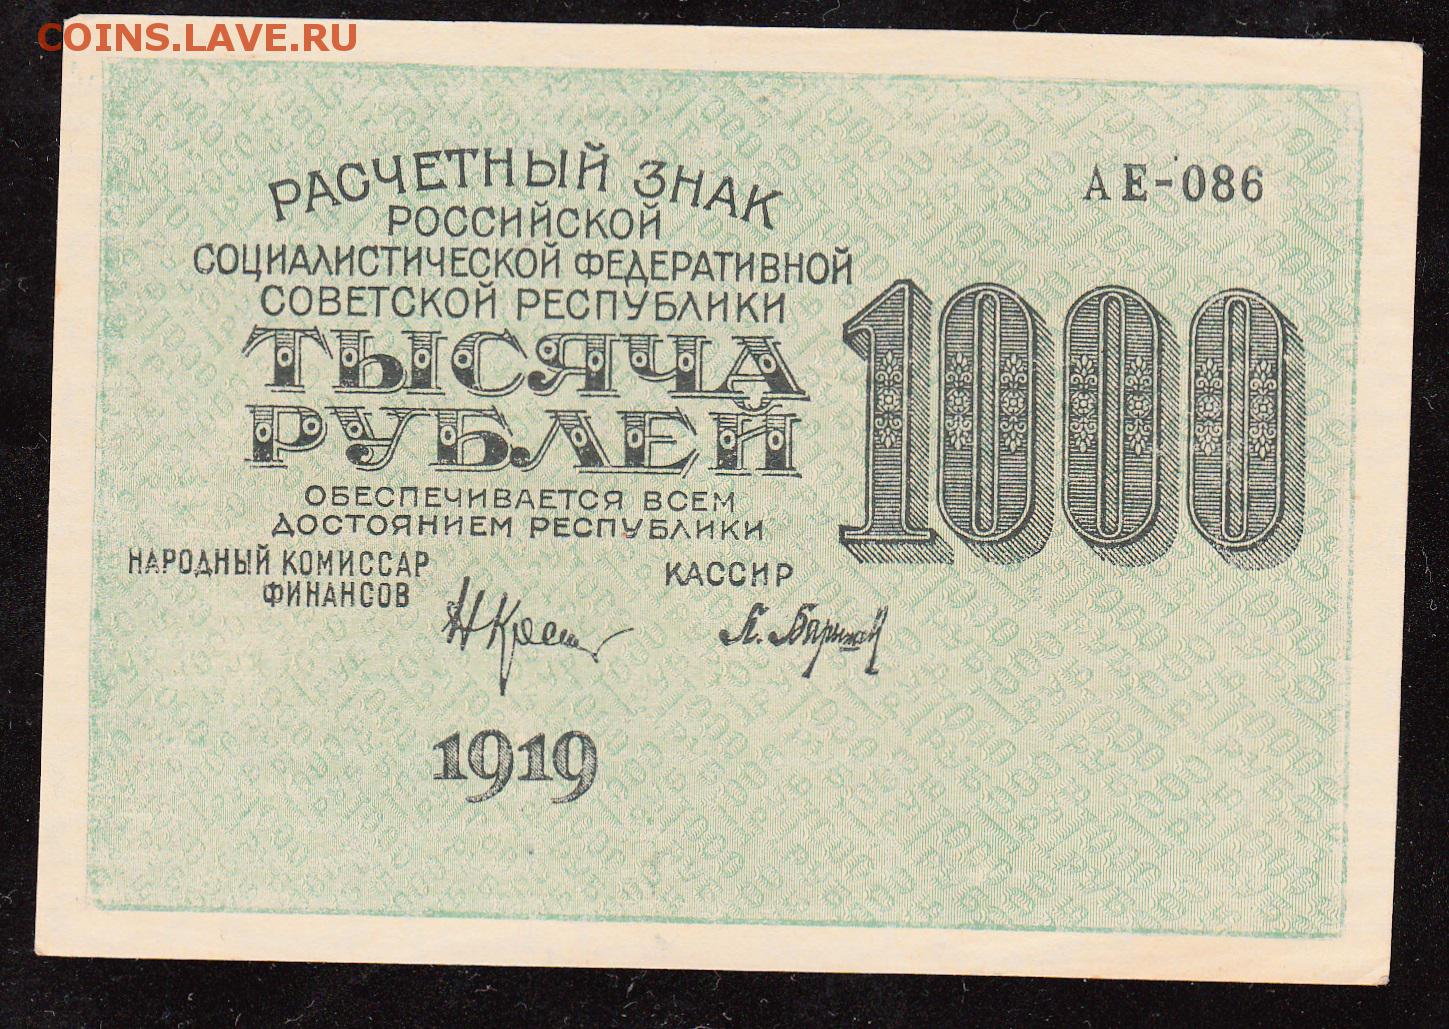 COINS.LAVE.RU
РАСЧЕТНЫЙ ЗНАК
РОССИЙСКОЙ
СОЦИАЛИСТИЧЕСКОЙ ФЕДЕРАТИВНОЙ
СОВЕТСКОЙ РЕСПУБЛИКИ
ТЫСЯЧА
РУБЛЕЙ
ОБЕСПЕЧИВАЕТСЯ ВСЕМ
ДОСТОЯНИЕМ РЕСПУБЛИКИ
НАРОДНЫЙ КОМИССАР
ФИНАНСОВ
КАССИР
1919
АЕ-086
1000